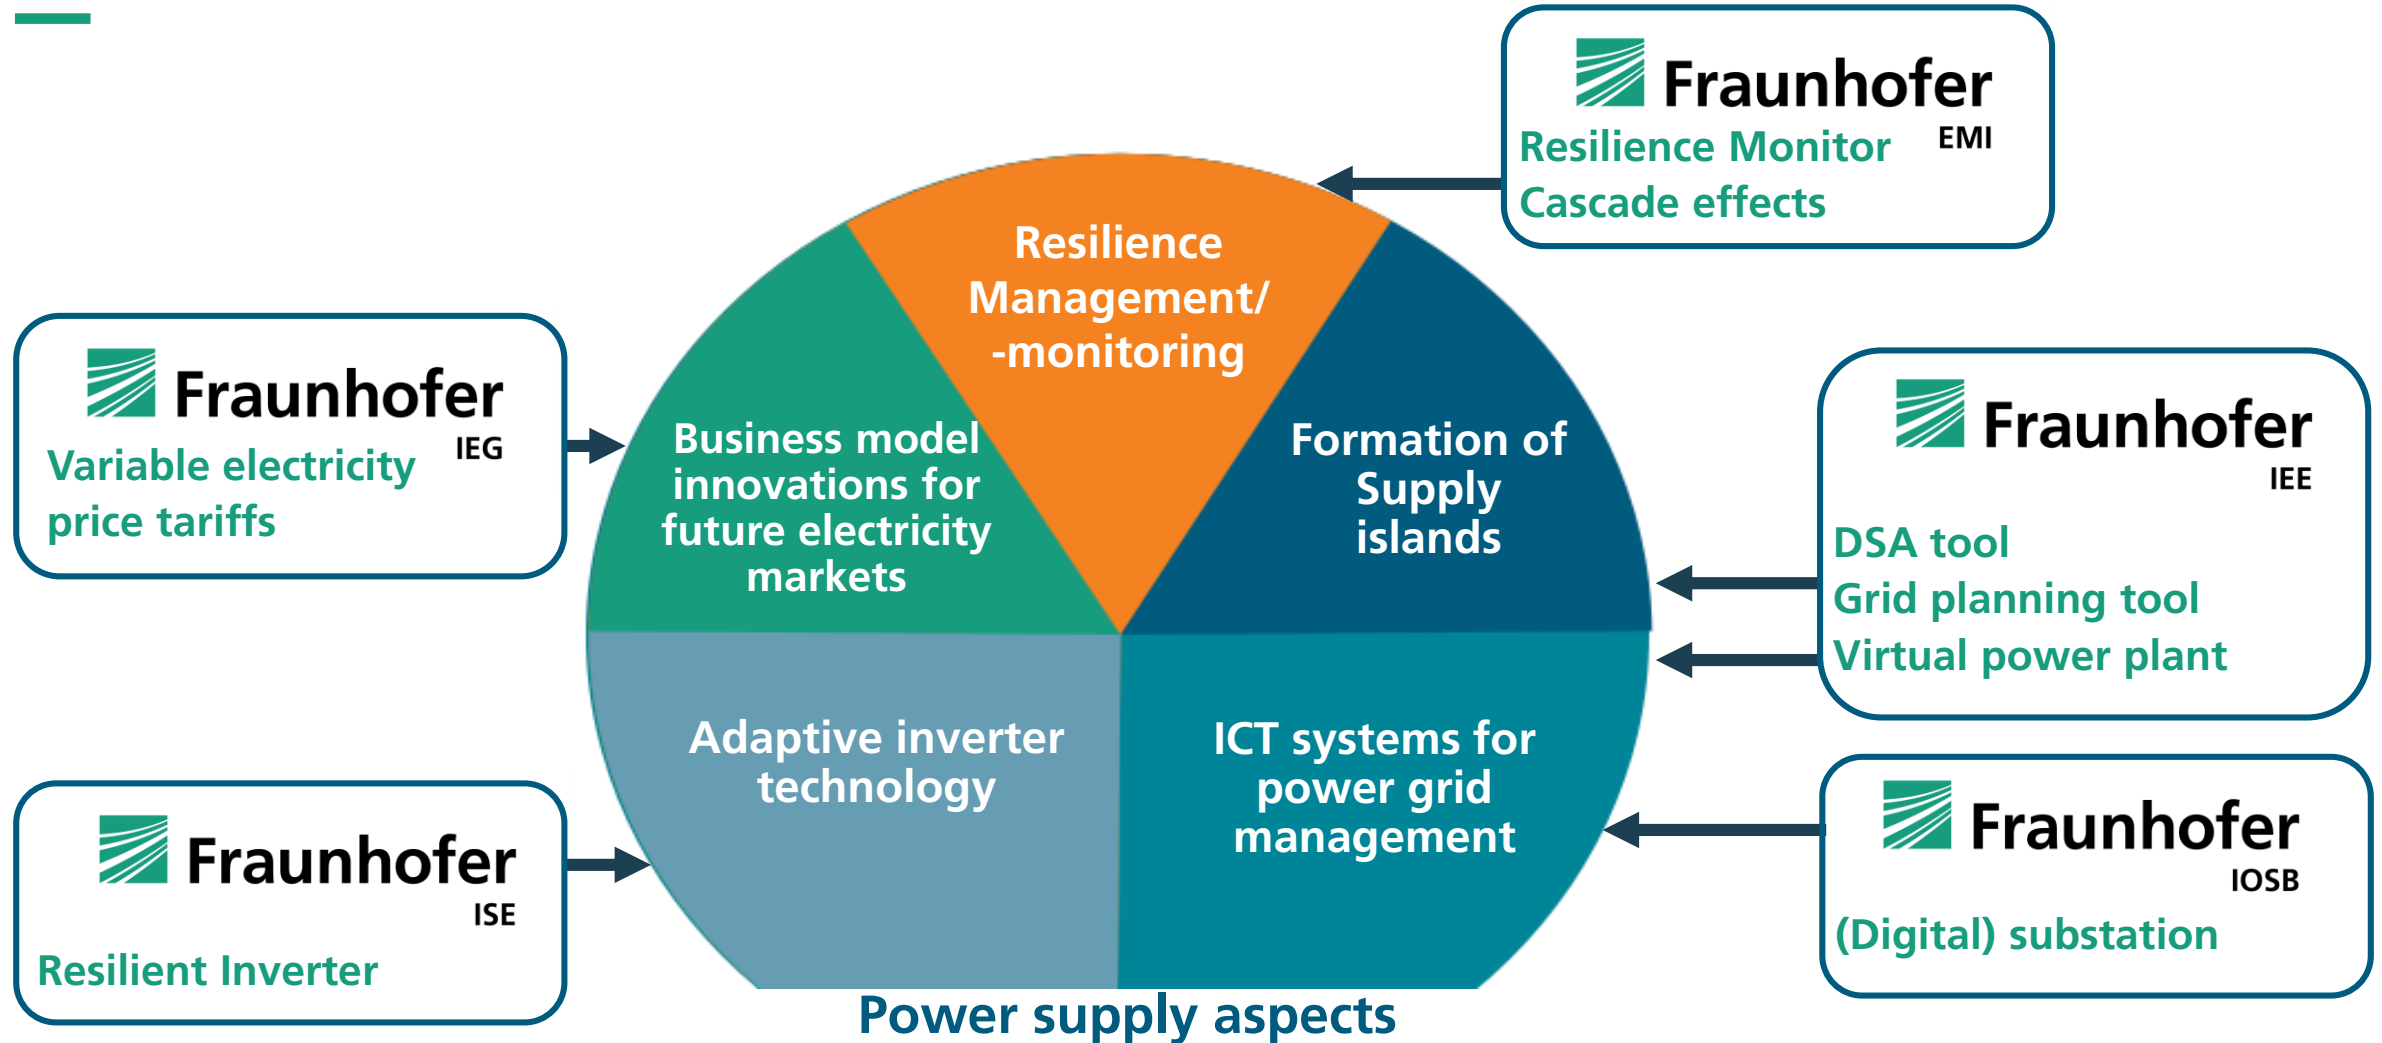 Fraunhofer
EMI
Resilience Monitor
Cascade effects
Resilience
Management/
-monitoring
Fraunhofer
IEG
Variable electricity
price tariffs
Business model
innovations for
future electricity
markets
Formation of
Supply
islands
Fraunhofer
IEE
DSA tool
Grid planning tool
Virtual power plant
Adaptive inverter
technology
ICT systems for
power grid
management
Fraunhofer
ISE
Resilient Inverter
Fraunhofer
IOSB
(Digital) substation
Power supply aspects